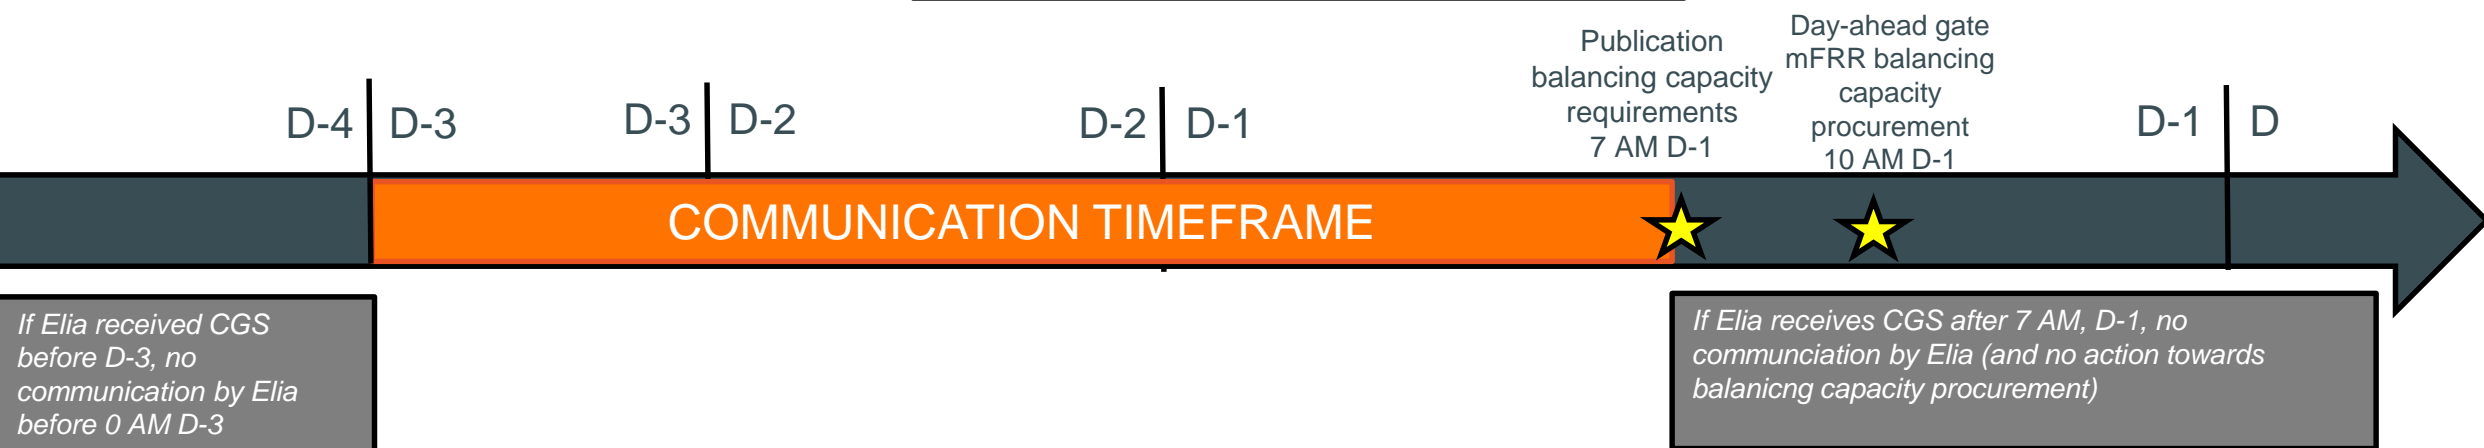 Publication
balancing capacity
requirements
7 AM D-1
Day-ahead gate
mFRR balancing
capacity
procurement
10 AM D-1
D-4 D-3
D-3 D-2
D-2 D-1
D-1 D
COMMUNICATION TIMEFRAME
If Elia received CGS
before D-3, no
communication by Elia
before 0 AM D-3
If Elia receives CGS after 7 AM, D-1, no
communciation by Elia (and no action towards
balanicng capacity procurement)